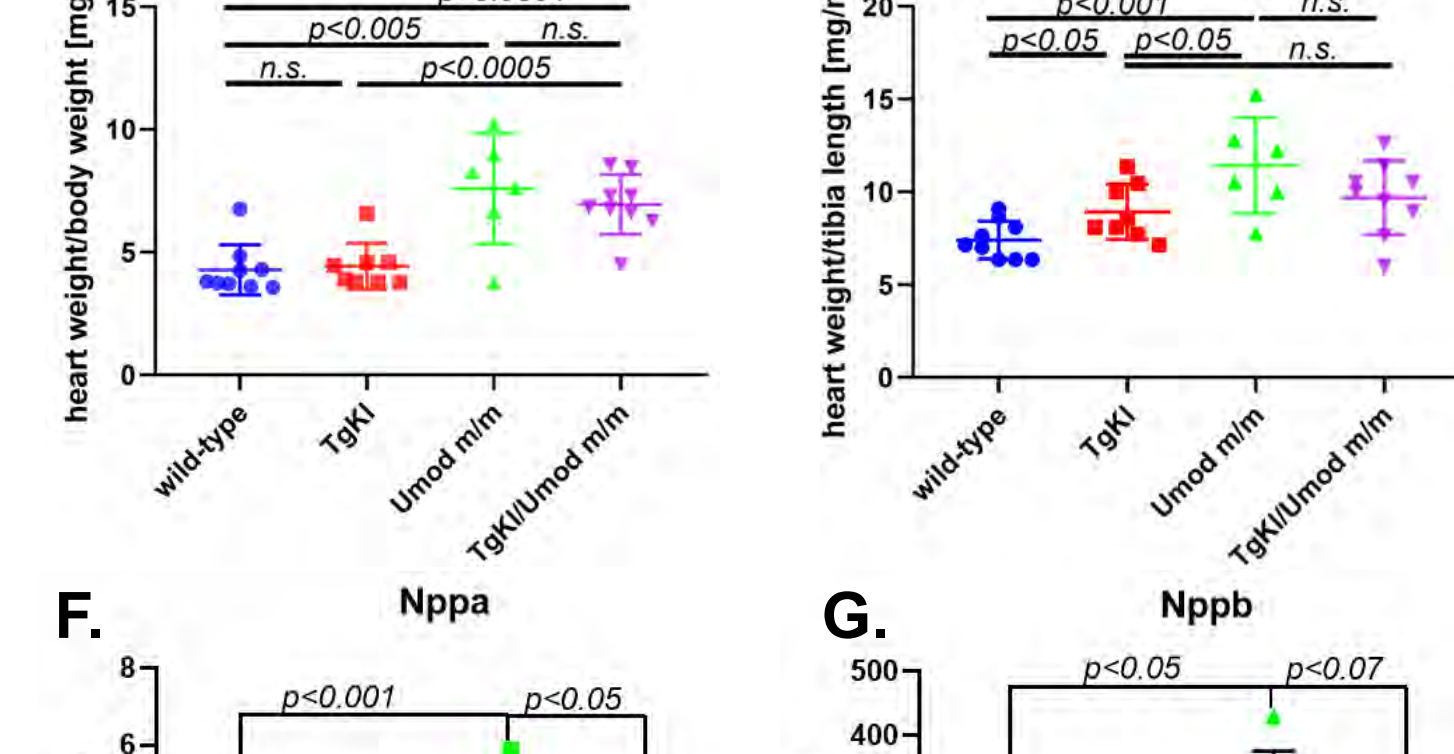 15
p<0.005
n.s.
n.s.
p<0.0005
10
5
0
heart weight/body weight [mg
wild-type
TgKI
Umod m/m
TgKI/Umod m/m
20
p<0.001
n.s.
p<0.05
p<0.05
n.s.
15
10
5
0
heart weight/tibia length [mg/
wild-type
TgKI
Umod m/m
TgKI/Umod m/m
F.
Nppa
8
p<0.001
p<0.05
6
G.
Nppb
500
p<0.05
p<0.07
400